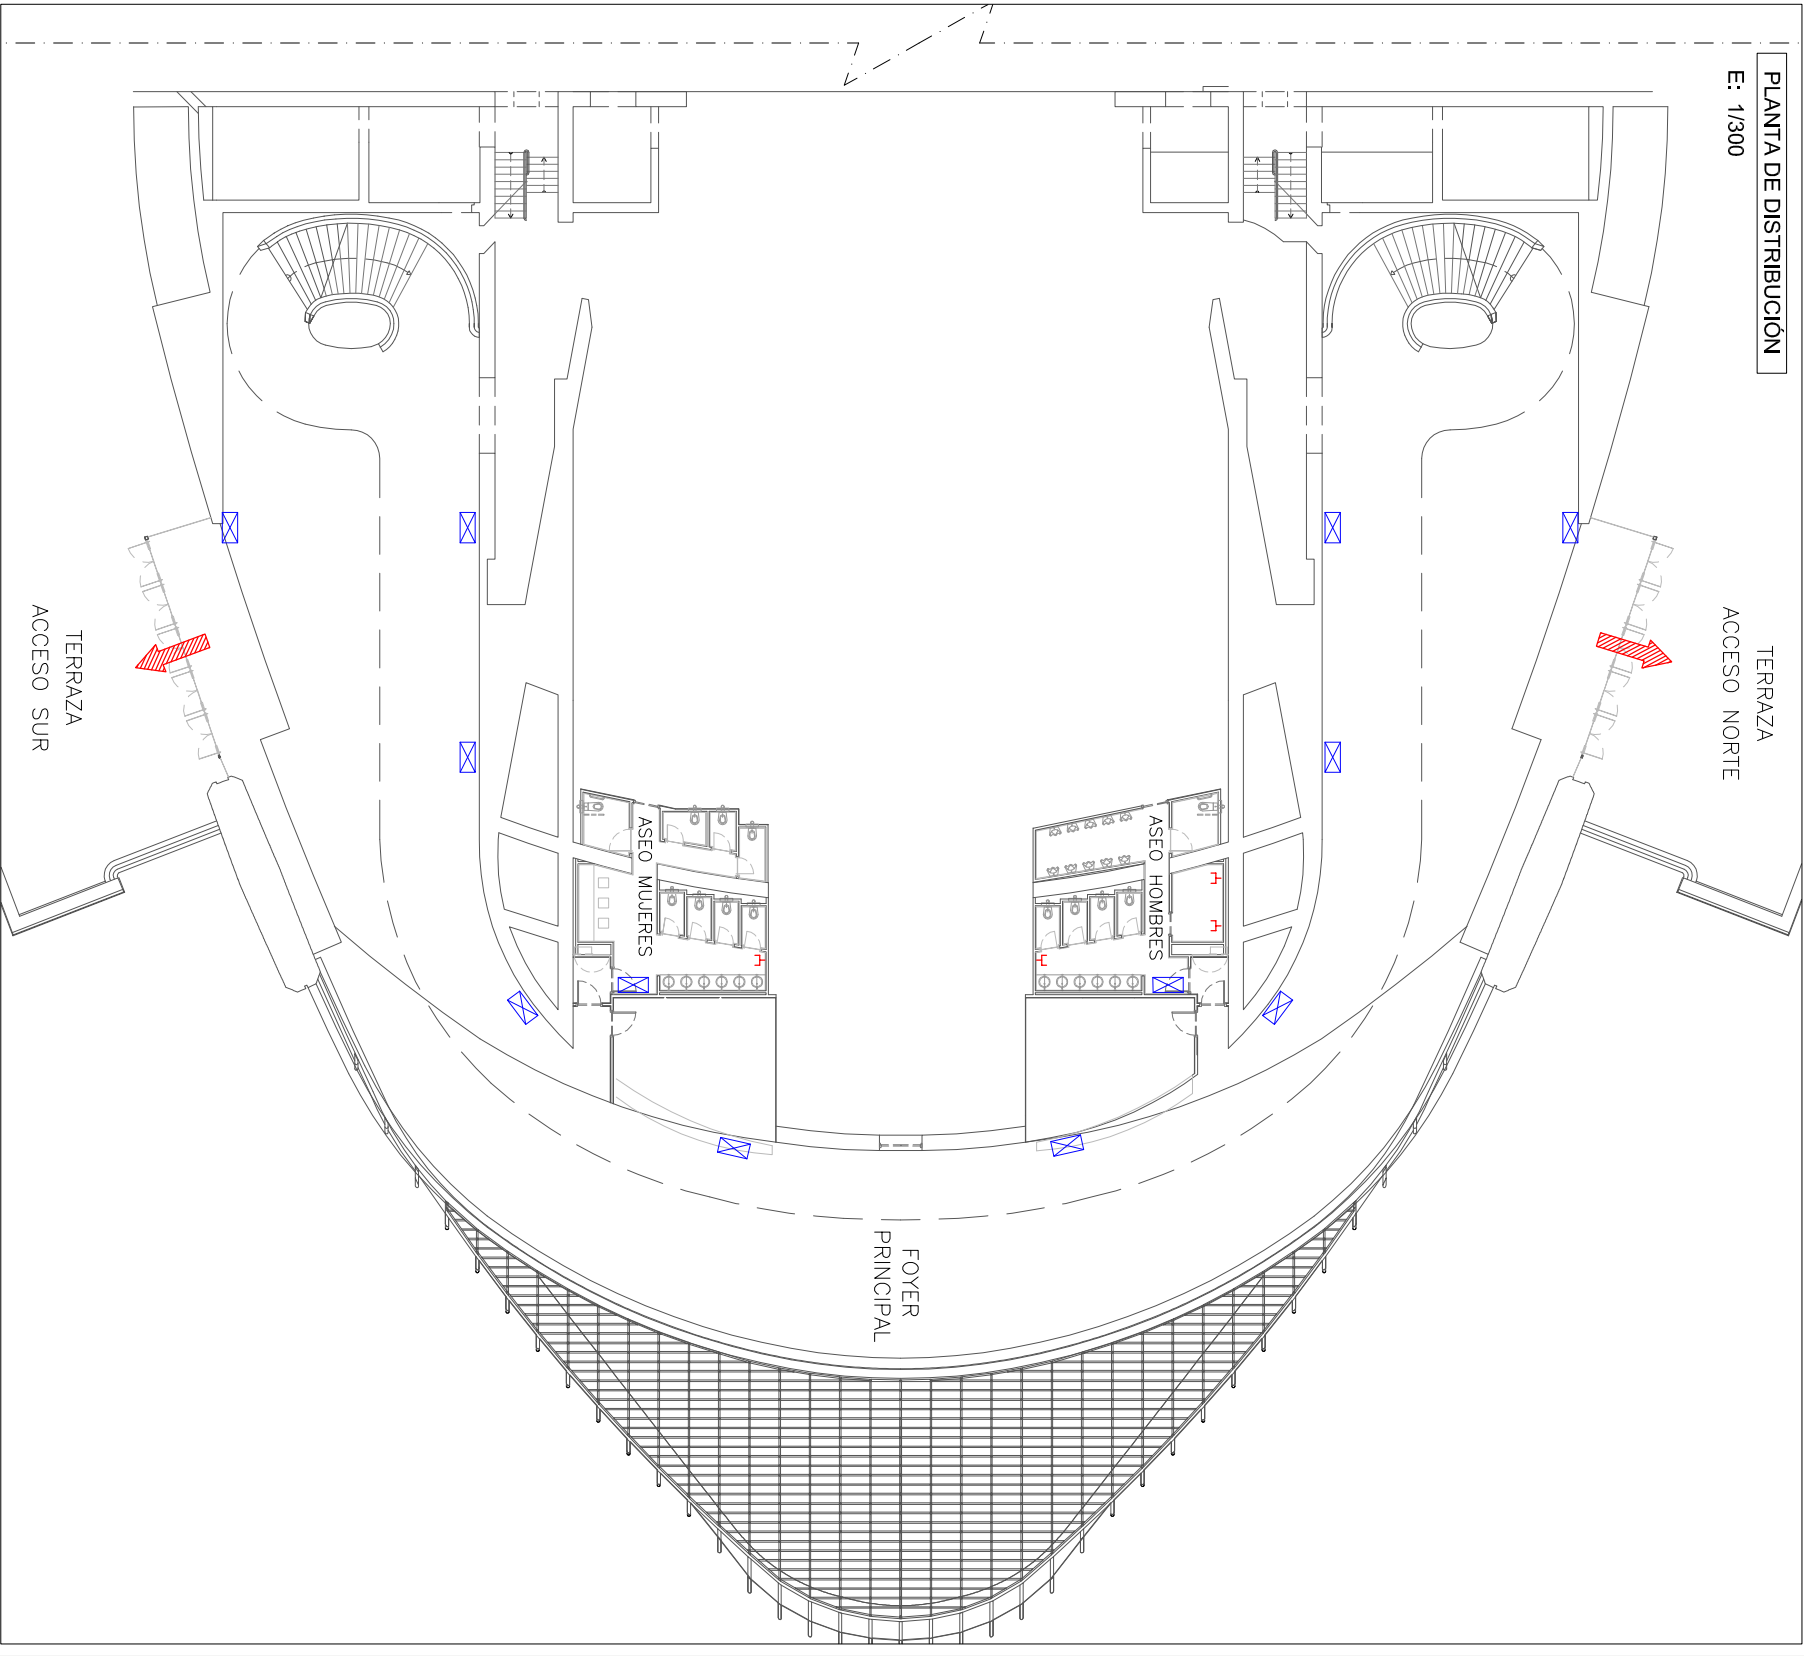 PLANTA DE DISTRIBUCIÓN
E: 1/300
TERRAZA
ACCESO NORTE
ASEO HOMBRES
FOYER
PRINCIPAL
ASEO MUJERES
TERRAZA
ACCESO SUR